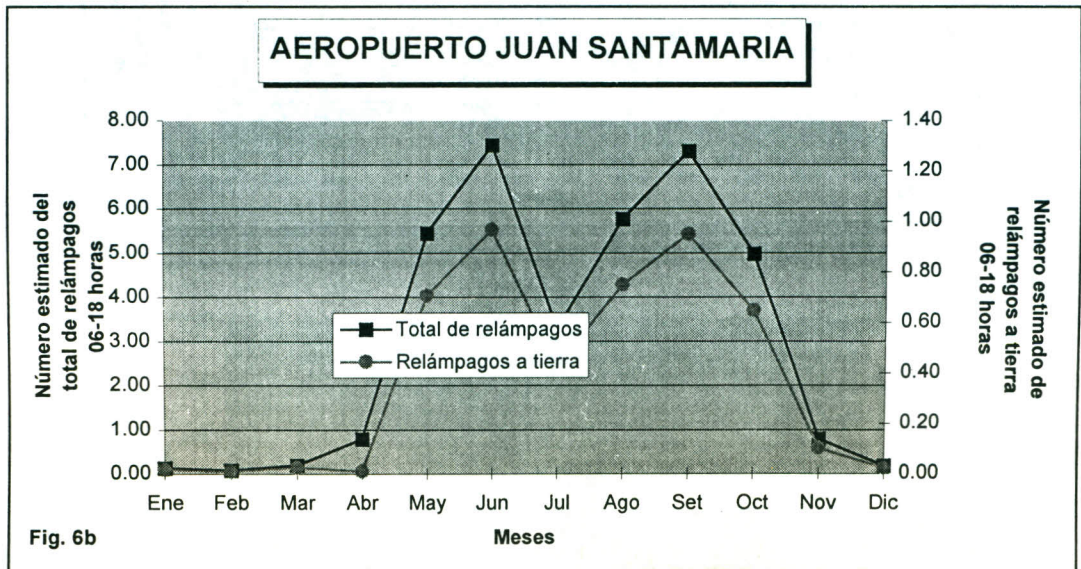 AEROPUERTO JUAN SANTAMARIA
Número estimado del
total de relámpagos
06-18 horas
8.00
7.00
6.00
5.00
4.00
3.00
2.00
1.00
0.00
1.40
1.20
1.00
0.80
0.60
0.40
0.20
0.00
Número estimado de
relámpagos a tierra
06-18 horas
Total de relámpagos
Relámpagos a tierra
Ene Feb Mar Abr May Jun Jul Ago Set Oct Nov Dic
Meses
Fig. 6b